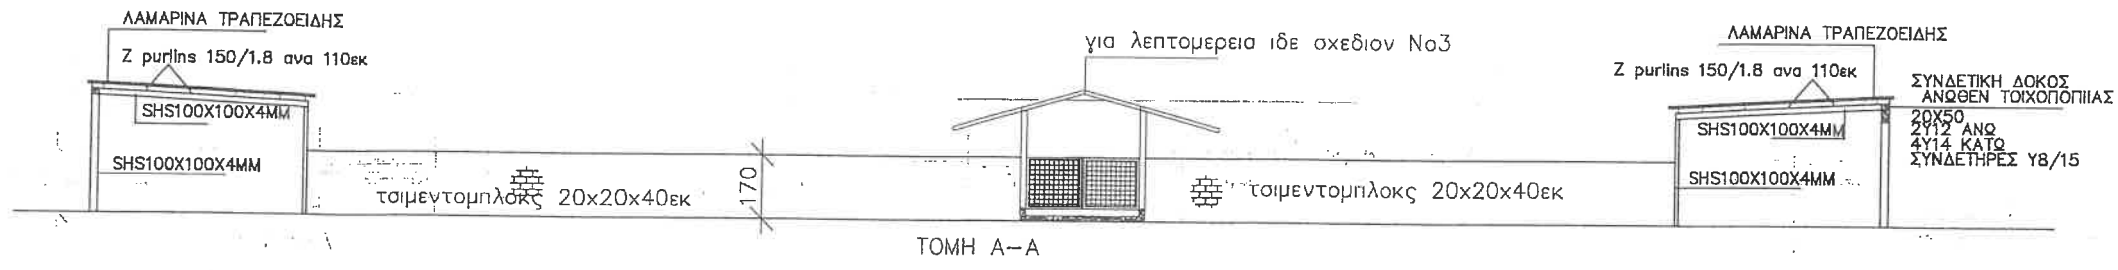 ΛΑΜΑΡΙΝΑ ΤΡΑΠΕΖΟΕΙΔΗΣ
Z purlins 150/1.8 ανα 110εκ
SHS100X100X4MM
SHS100X100X4MM
τσιμεντομπλοκς 20x20x40εκ
170
για λεπτομερεια ιδε σχεδιον Νο3
τσιμεντομπλοκς 20x20x40εκ
ΛΑΜΑΡΙΝΑ ΤΡΑΠΕΖΟΕΙΔΗΣ
Z purlins 150/1.8 ανα 110εκ
SHS100X100X4MM
SHS100X100X4MM
ΣΥΝΔΕΤΙΚΗ ΔΟΚΟΣ
ΑΝΩΘΕΝ ΤΟΙΧΟΠΟΠΙΙΑΣ
20X50
2Υ12 ΑΝΩ
4Υ14 ΚΑΤΩ
ΣΥΝΔΕΤΗΡΕΣ Υ8/15
ΤΟΜΗ Α-Α